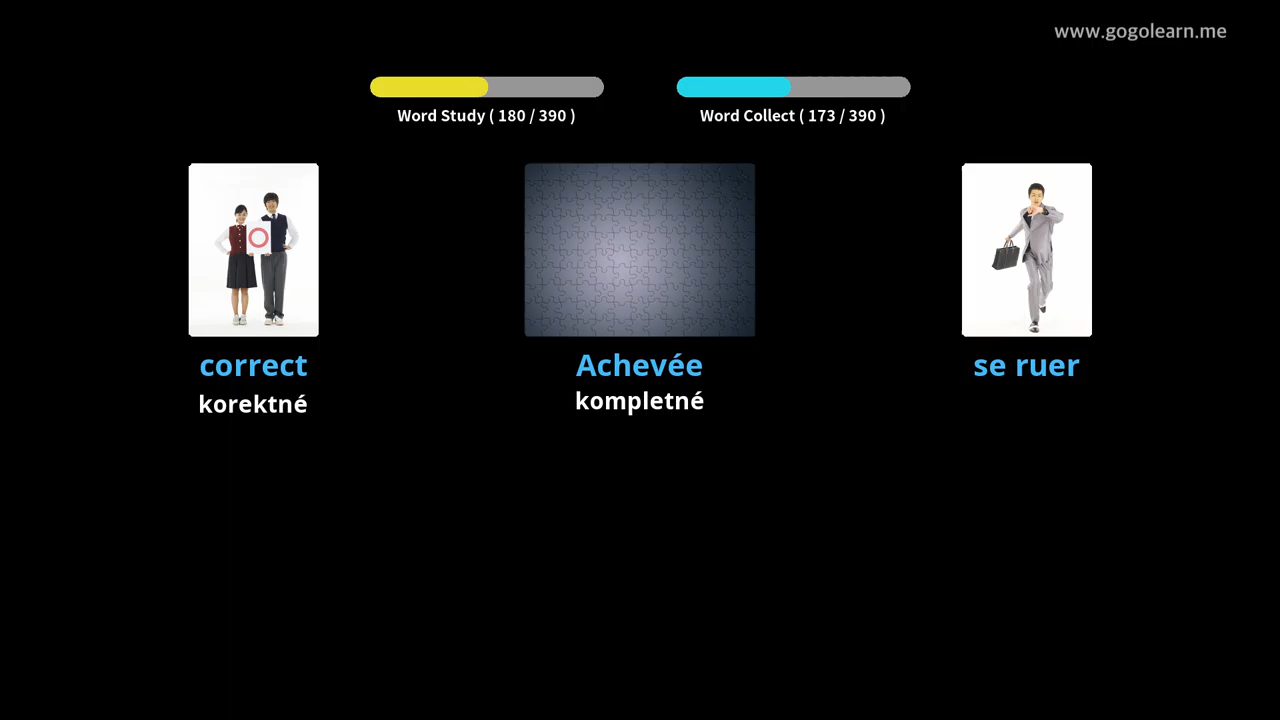 www.gogolearn.me
Word Study ( 180 / 390 )
Word Collect ( 173 / 390 )
correct
korektné
Achevée
kompletné
se ruer